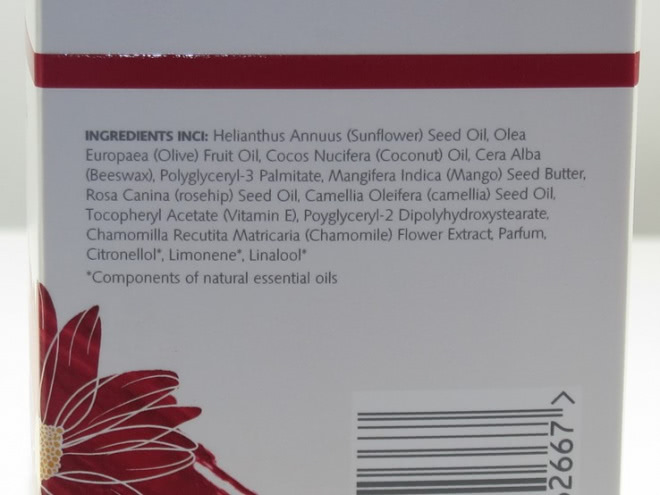 INGREDIENTS INCI: Helianthus Annuus (Sunflower) Seed Oil, Olea
Europaea (Olive) Fruit Oil, Cocos Nucifera (Coconut) Oil, Cera Alba
(Beeswax), Polyglyceryl-3 Palmitate, Mangifera Indica (Mango) Seed Butter,
Rosa Canina (rosehip) Seed Oil, Camellia Oleifera (camellia) Seed Oil,
Tocopheryl Acetate (Vitamin E), Poyglyceryl-2 Dipolyhydroxystearate,
Chamomilla Recutita Matricaria (Chamomile) Flower Extract, Parfum,
Citronellol*, Limonene*, Linalool*
*Components of natural essential oils
2667 >